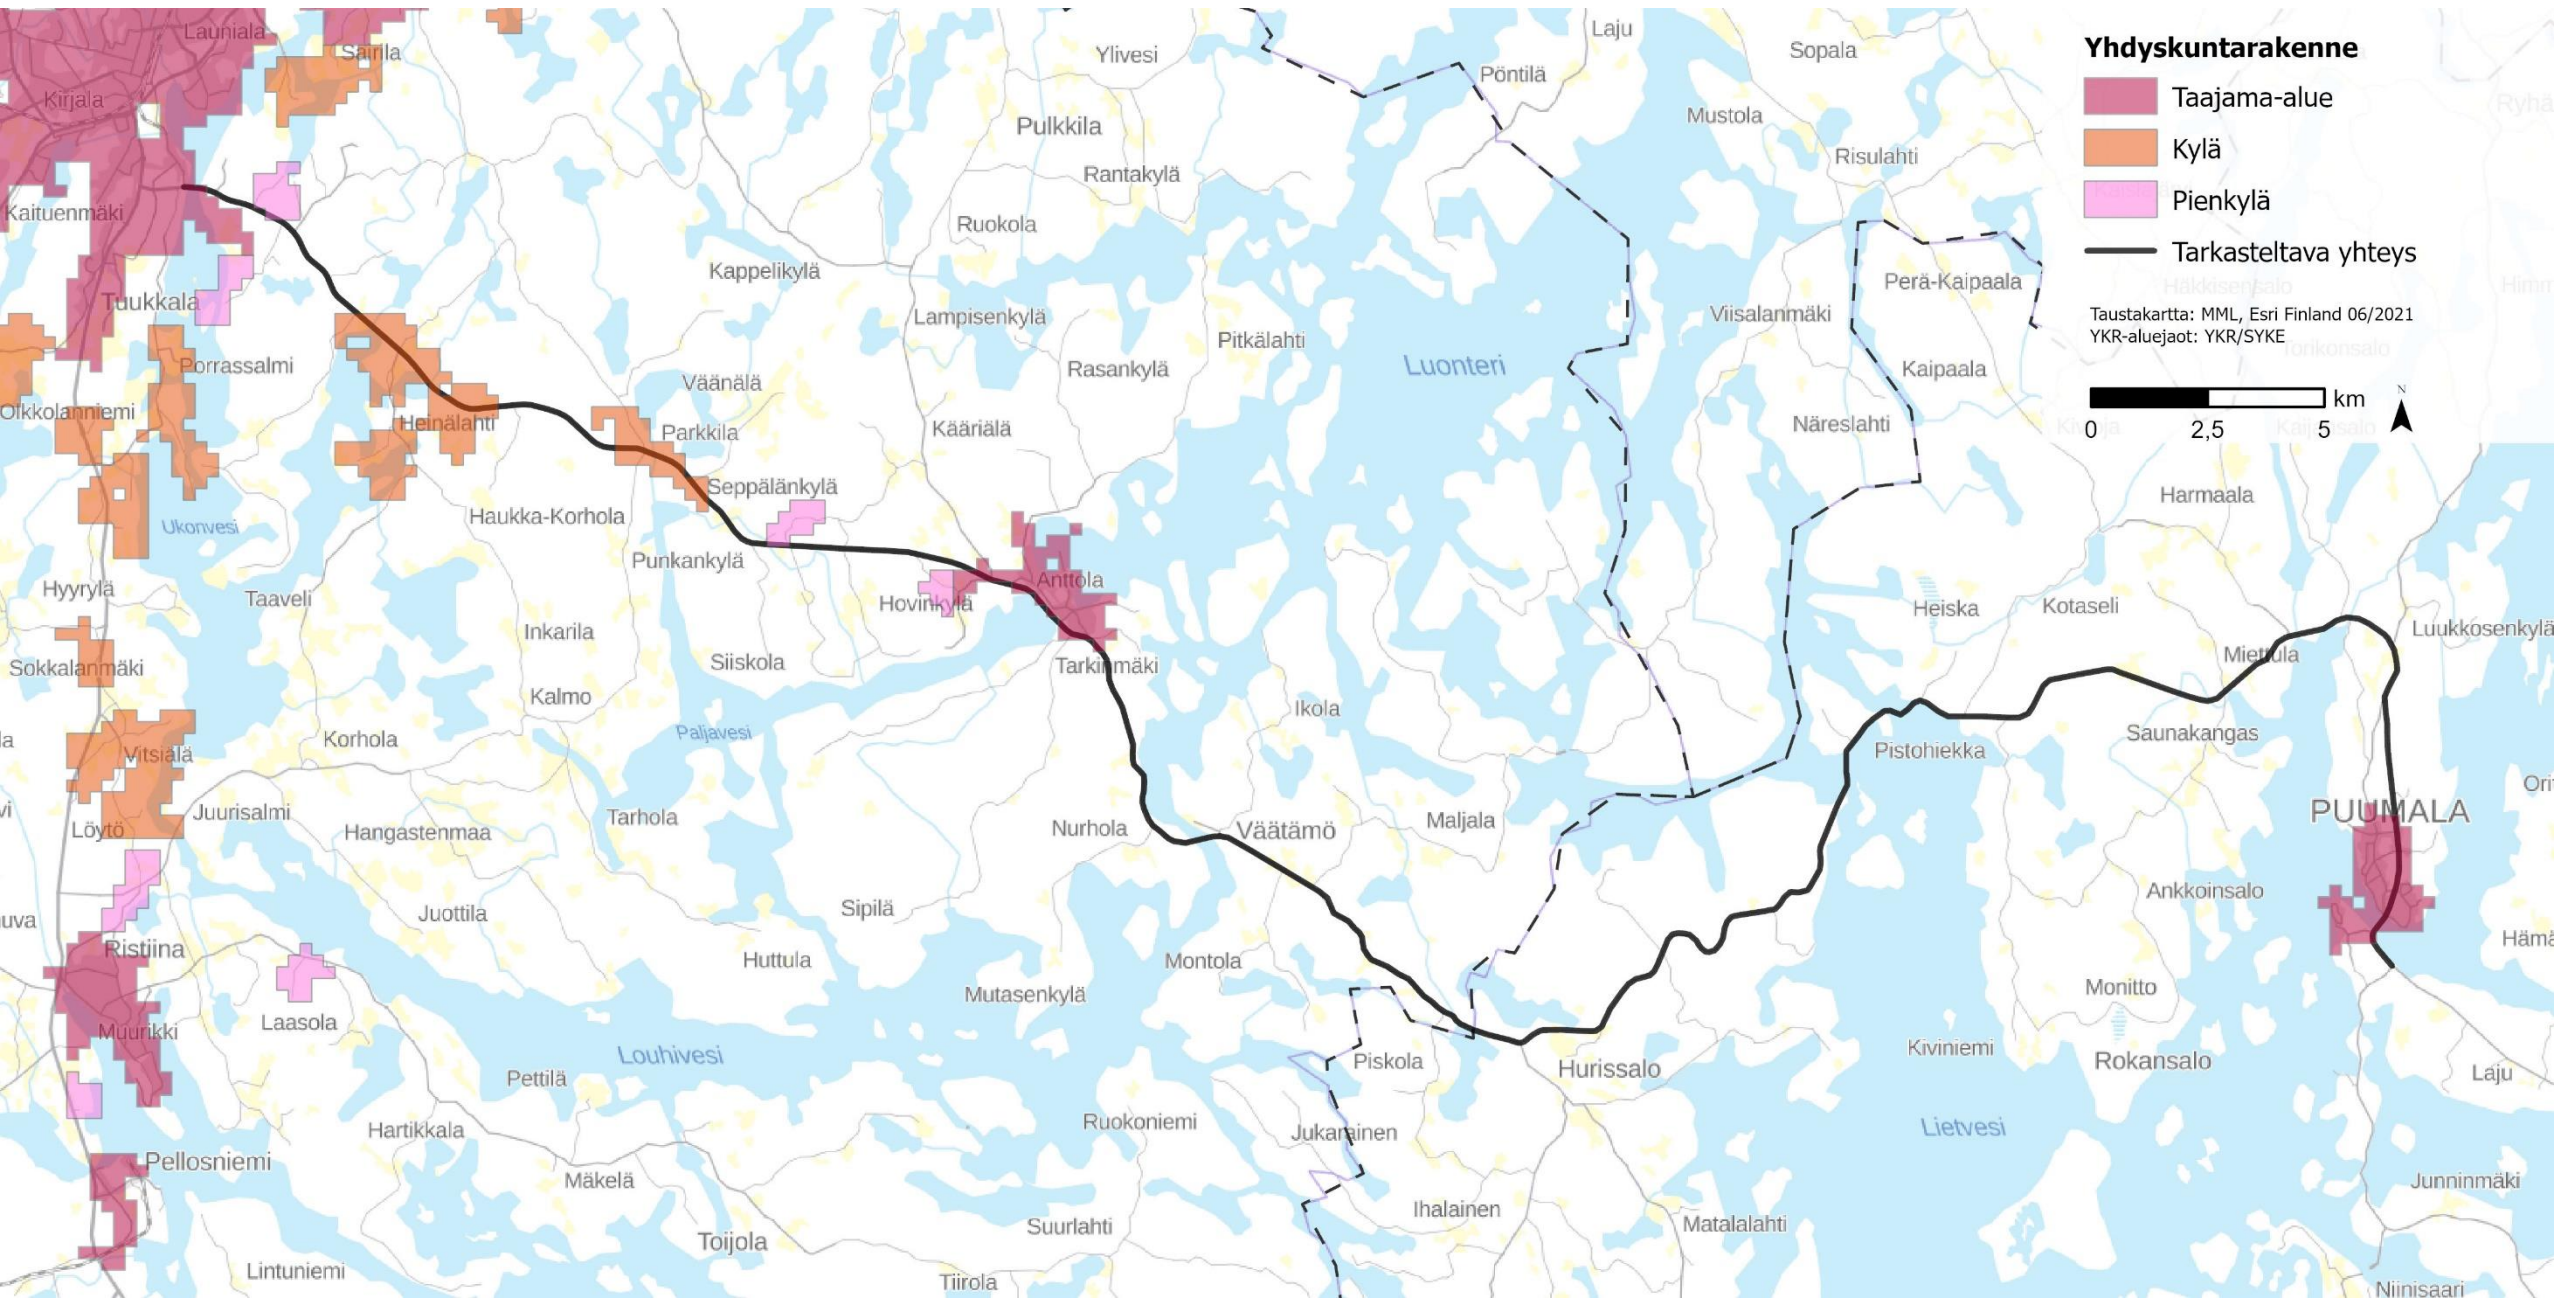 Launiala
Sairila
Kirjala
Kaituenmäki
Tuukkala
Porrassalmi
Olkkolanniemi
Heinälahti
Ukonvesi
Hyyrylä
Taaveli
Sokkalanmäki
Vitsiälä
Löytö
Juurisalmi
Korhola
Hangastenmaa
Juottila
Ristiina
Muurikki
Laasola
Pellosniemi
Hartikkala
Lintuniemi
Pettilä
Mäkelä
Toijola
Louhivesi
Huttula
Tarhola
Sipilä
Kalmo
Inkarila
Haukka-Korhola
Punkankylä
Siiskola
Paljavesi
Parkkila
Väänälä
Seppälänkylä
Kappelikylä
Ylivesi
Pulkkila
Rantakylä
Ruokola
Lampisenkylä
Rasankylä
Kääriälä
Pitkälahti
Hovinkylä
Anttola
Tarkinmäki
Nurhola
Väätämö
Ikola
Maljala
Montola
Mutasenkylä
Ruokoniemi
Suurlahti
Tiirola
Piskola
Jukarainen
Ihalainen
Hurissalo
Matalalahti
Luonteri
Pöntilä
Laju
Sopala
Mustola
Risulahti
Viisalanmäki
Perä-Kaipaala
Kaipaala
Näreslahti
Harmaala
Heiska
Kotaseli
Miettula
Luukkosenkylä
Pistohiekka
Saunakangas
PUUMALA
Ankkoinsalo
Monitto
Kiviniemi
Rokansalo
Lietvesi
Laju
Junninmäki
Niinisaari
Yhdyskuntarakenne
Taajama-alue
Kylä
Pienkylä
Tarkasteltava yhteys
Häkkisensalo
Taustakartta: MML, Esri Finland 06/2021
YKR-aluejaot: YKR/SYKE
N
km
0 2,5 5